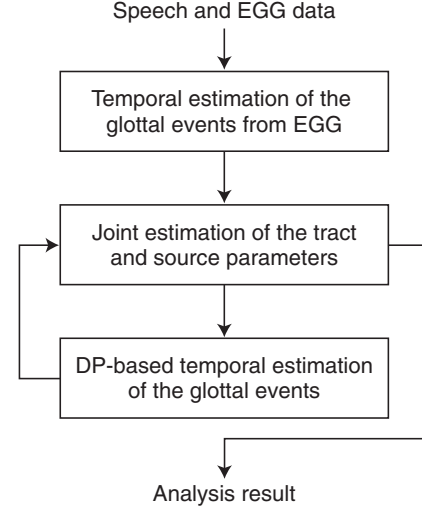 Speech and EGG data
Temporal estimation of the
glottal events from EGG
Joint estimation of the tract
and source parameters
DP-based temporal estimation
of the glottal events
Analysis result